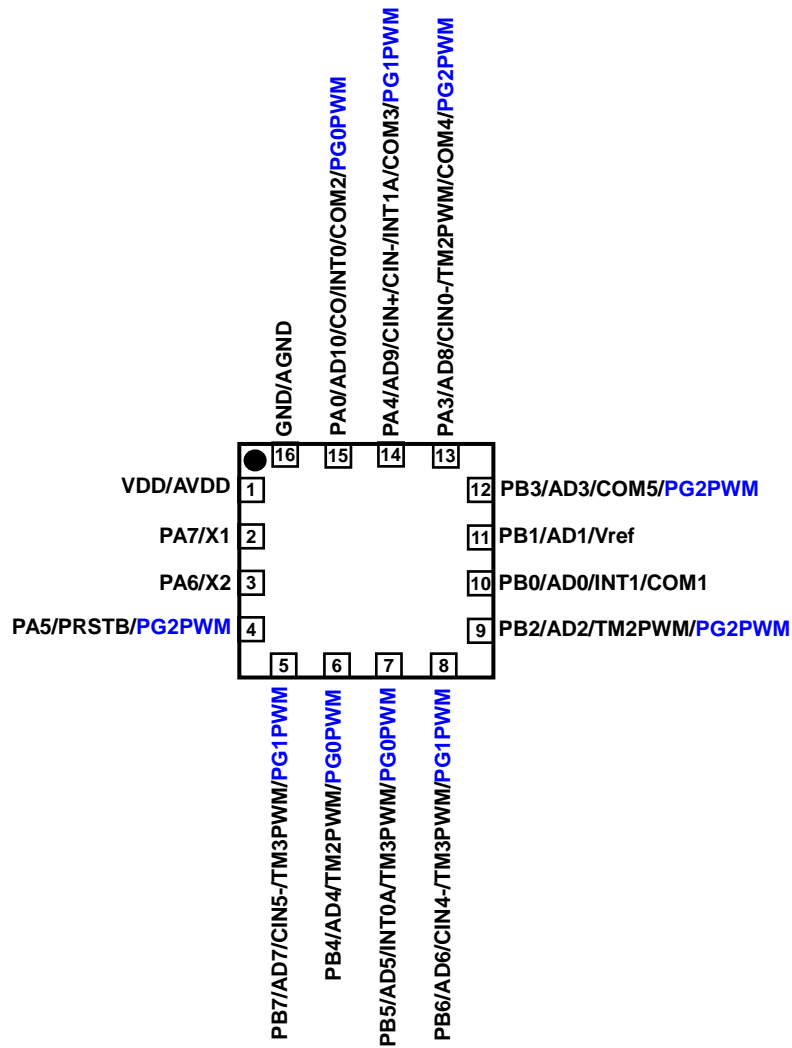 GND/AGND
PA0/AD10/CO/INT0/COM2/PG0PWM
PA4/AD9/CIN+/CIN-/INT1A/COM3/PG1PWM
PA3/AD8/CIN0-/TM2PWM/COM4/PG2PWM
16
15
14
13
VDD/AVDD
1
12
PB3/AD3/COM5/PG2PWM
PA7/X1
2
11
PB1/AD1/Vref
PA6/X2
3
10
PB0/AD0/INT1/COM1
PA5/PRSTB/PG2PWM
4
9
PB2/AD2/TM2PWM/PG2PWM
5
6
7
8
PB7/AD7/CIN5-/TM3PWM/PG1PWM
PB4/AD4/TM2PWM/PG0PWM
PB5/AD5/INT0A/TM3PWM/PG0PWM
PB6/AD6/CIN4-/TM3PWM/PG1PWM